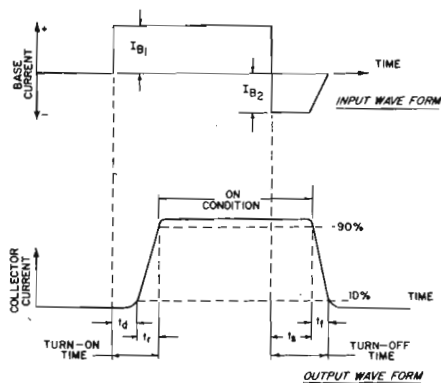 BASE
CURRENT
+
–
I_B1
I_B2
TIME
INPUT WAVE FORM
ON
CONDITION
90%
10%
COLLECTOR
CURRENT
TIME
t_d
t_r
t_s
t_f
TURN-ON
TIME
TURN-OFF
TIME
OUTPUT WAVE FORM